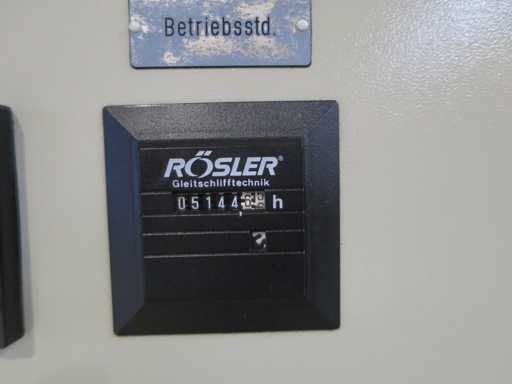 Betriebsstd.
RÖSLER®
Gleitschlifftechnik
05144 h